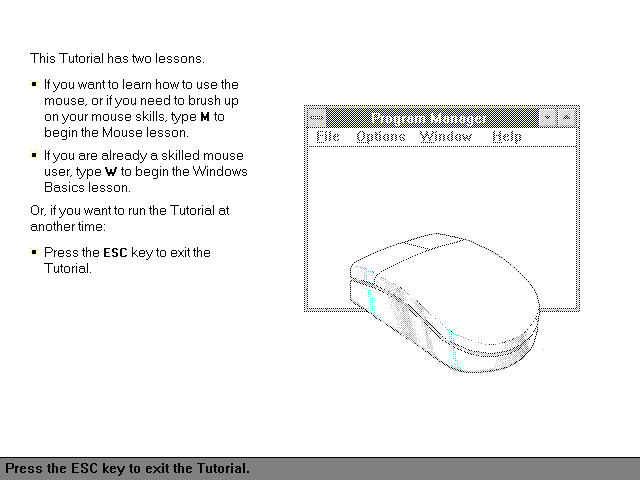 This Tutorial has two lessons.
▪ If you want to learn how to use the
mouse, or if you need to brush up
on your mouse skills, type M to
begin the Mouse lesson.
▪ If you are already a skilled mouse
user, type W to begin the Windows
Basics lesson.
Or, if you want to run the Tutorial at
another time:
▪ Press the ESC key to exit the
Tutorial.
Program Manager
File Options Window Help
Press the ESC key to exit the Tutorial.